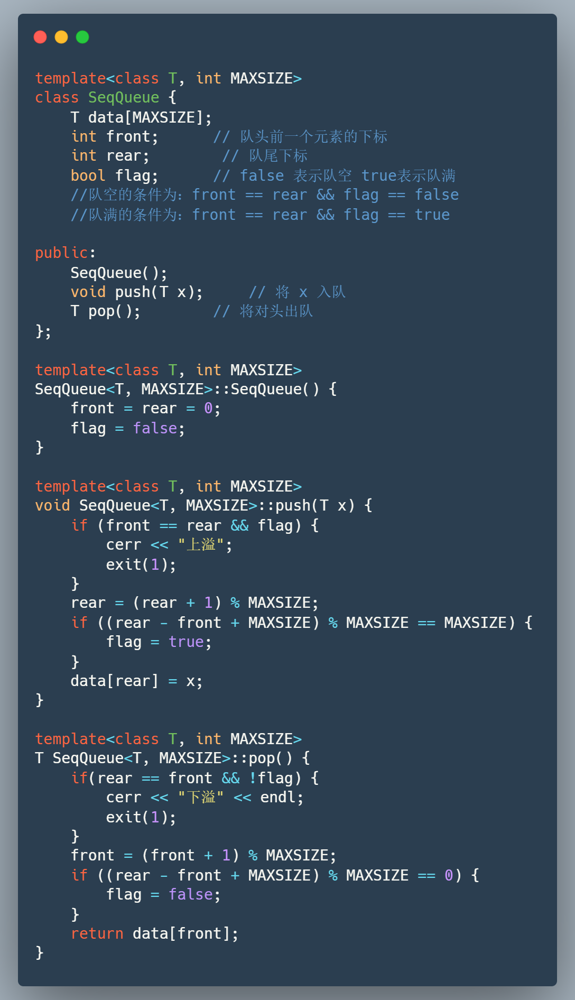 template<class T, int MAXSIZE>
class SeqQueue {
    T data[MAXSIZE];
    int front;      // 队头前一个元素的下标
    int rear;        // 队尾下标
    bool flag;      // false 表示队空 true表示队满
    //队空的条件为：front == rear && flag == false
    //队满的条件为：front == rear && flag == true

public:
    SeqQueue();
    void push(T x);     // 将 x 入队
    T pop();        // 将对头出队
};

template<class T, int MAXSIZE>
SeqQueue<T, MAXSIZE>::SeqQueue() {
    front = rear = 0;
    flag = false;
}

template<class T, int MAXSIZE>
void SeqQueue<T, MAXSIZE>::push(T x) {
    if (front == rear && flag) {
        cerr << "上溢";
        exit(1);
    }
    rear = (rear + 1) % MAXSIZE;
    if ((rear - front + MAXSIZE) % MAXSIZE == MAXSIZE) {
        flag = true;
    }
    data[rear] = x;
}

template<class T, int MAXSIZE>
T SeqQueue<T, MAXSIZE>::pop() {
    if(rear == front && !flag) {
        cerr << "下溢" << endl;
        exit(1);
    }
    front = (front + 1) % MAXSIZE;
    if ((rear - front + MAXSIZE) % MAXSIZE == 0) {
        flag = false;
    }
    return data[front];
}